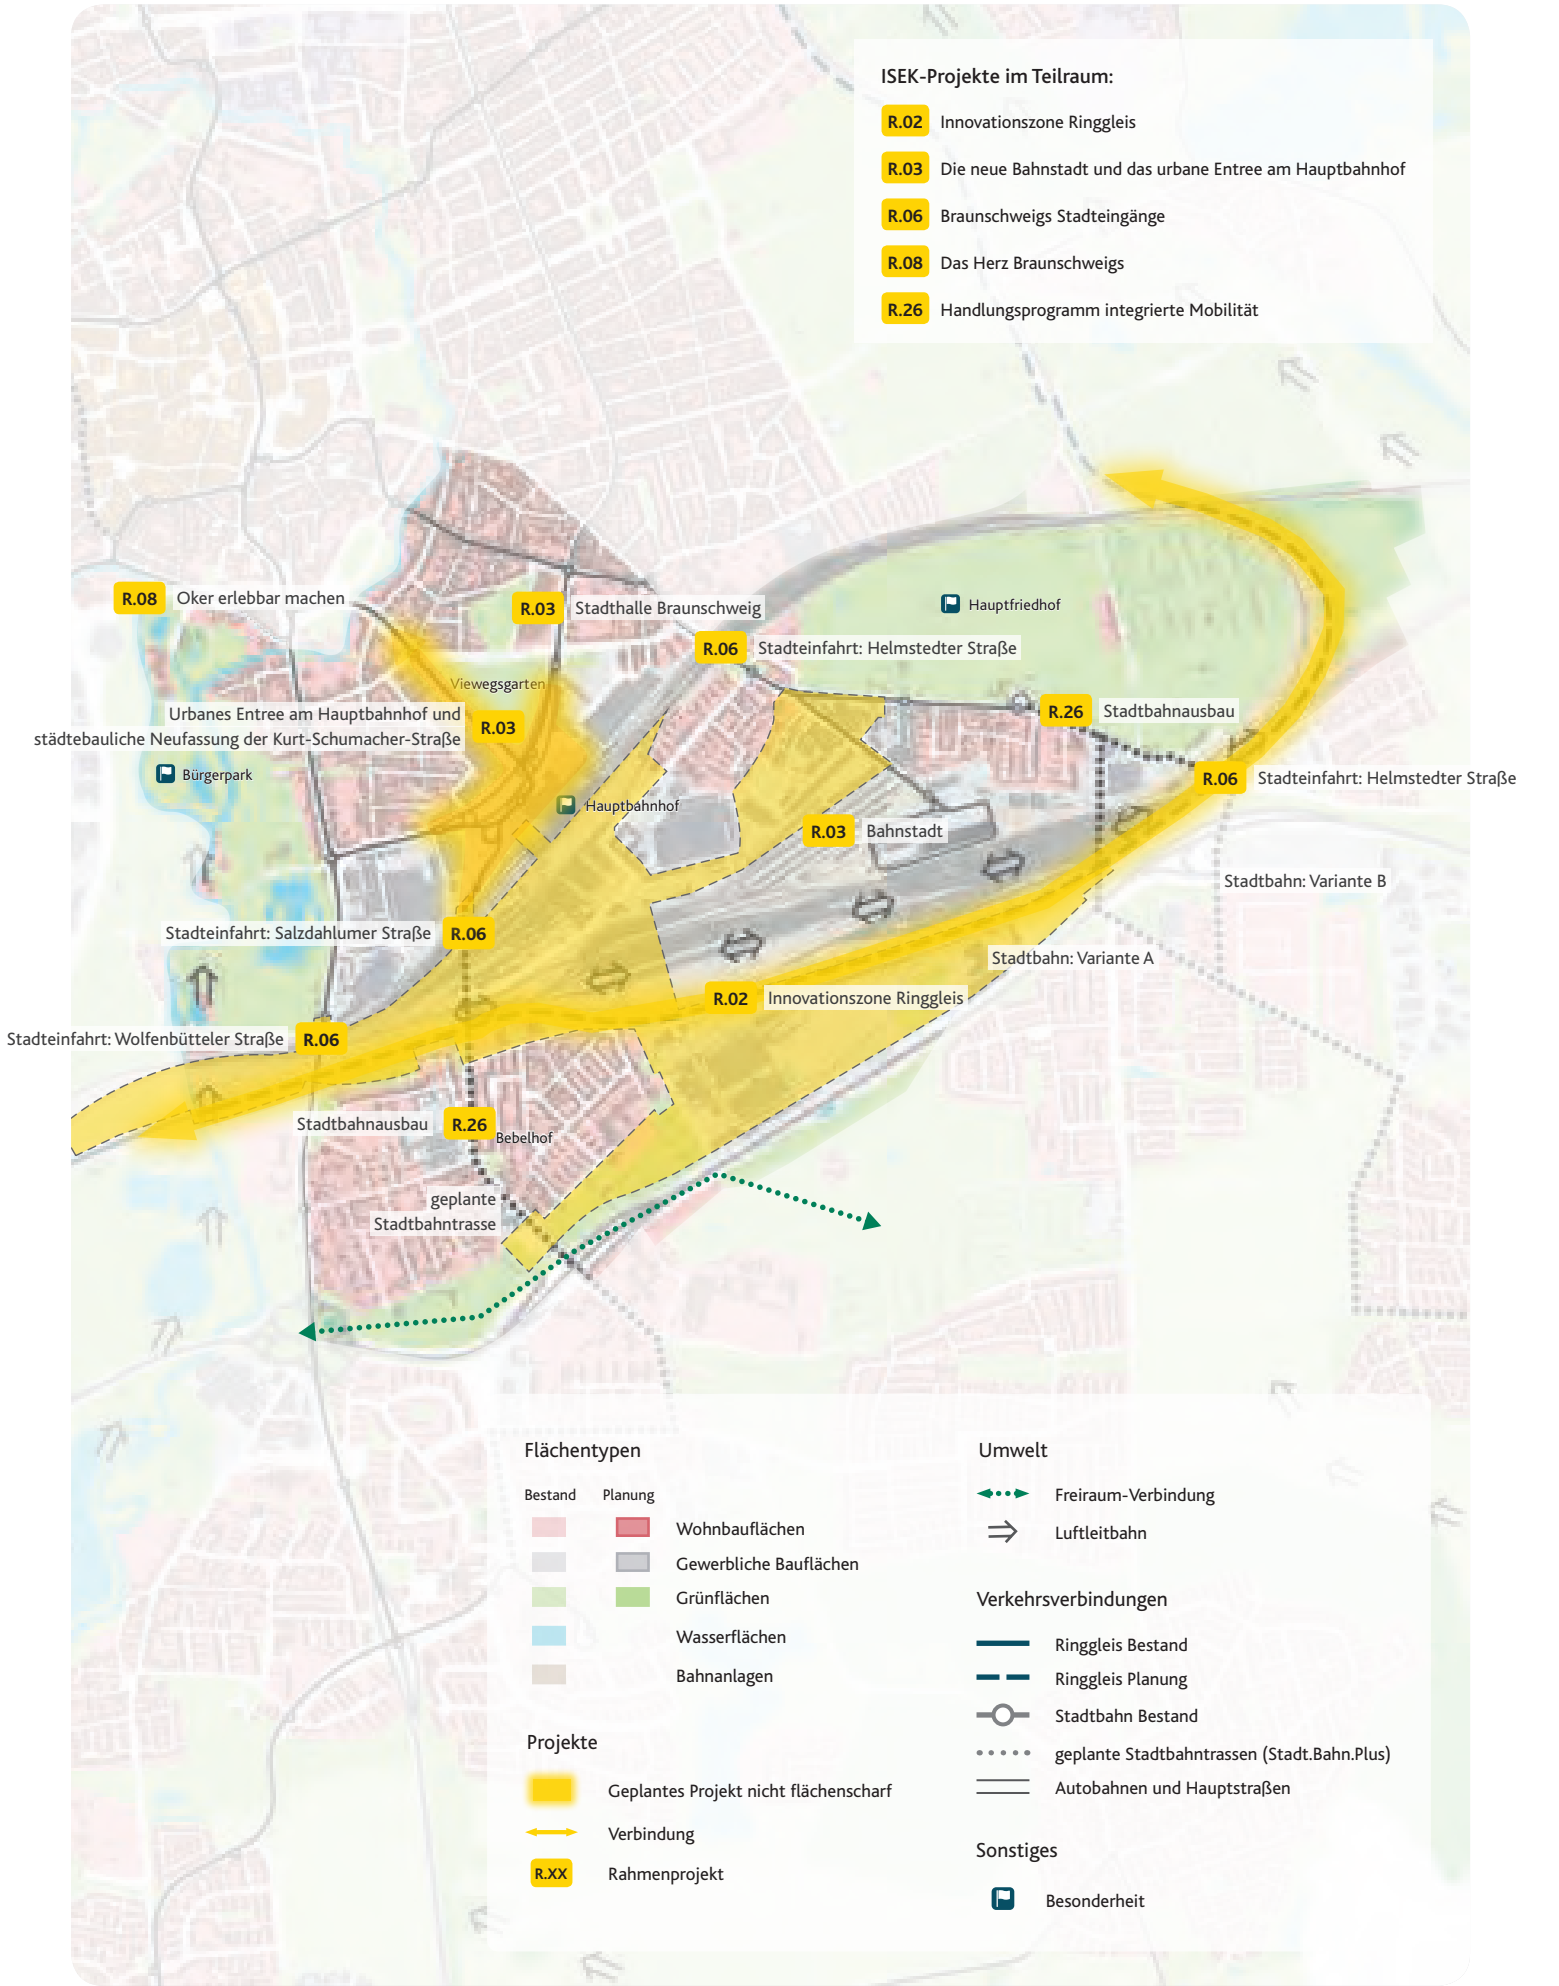 ISEK-Projekte im Teilraum:
R.02 Innovationszone Ringgleis
R.03 Die neue Bahnstadt und das urbane Entree am Hauptbahnhof
R.06 Braunschweigs Stadteingänge
R.08 Das Herz Braunschweigs
R.26 Handlungsprogramm integrierte Mobilität
R.08 Oker erlebbar machen
R.03 Stadthalle Braunschweig
Hauptfriedhof
R.06 Stadteinfahrt: Helmstedter Straße
Viewegsgarten
R.26 Stadtbahnausbau
Urbanes Entree am Hauptbahnhof und
städtebauliche Neufassung der Kurt-Schumacher-Straße
R.03
Bürgerpark
R.06 Stadteinfahrt: Helmstedter Straße
Hauptbahnhof
R.03 Bahnstadt
Stadtbahn: Variante B
Stadteinfahrt: Salzdahlumer Straße R.06
Stadtbahn: Variante A
R.02 Innovationszone Ringgleis
Stadteinfahrt: Wolfenbütteler Straße R.06
Stadtbahnausbau R.26
Bebelhof
geplante
Stadtbahntrasse
Flächentypen
Bestand Planung
Wohnbauflächen
Gewerbliche Bauflächen
Grünflächen
Wasserflächen
Bahnanlagen
Projekte
Geplantes Projekt nicht flächenscharf
Verbindung
R.XX Rahmenprojekt
Umwelt
Freiraum-Verbindung
Luftleitbahn
Verkehrsverbindungen
Ringgleis Bestand
Ringgleis Planung
Stadtbahn Bestand
geplante Stadtbahntrassen (Stadt.Bahn.Plus)
Autobahnen und Hauptstraßen
Sonstiges
Besonderheit